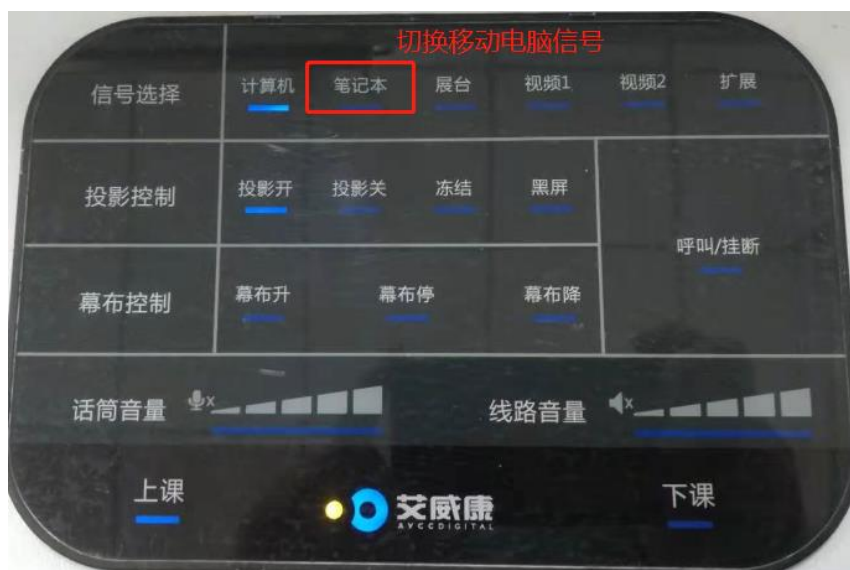 切换移动电脑信号
信号选择 计算机 笔记本 展台 视频1 视频2 扩展
投影控制 投影开 投影关 冻结 黑屏
呼叫/挂断
幕布控制 幕布升 幕布停 幕布降
话筒音量 线路音量
上课 艾威康 下课
AVCCDIGITAL